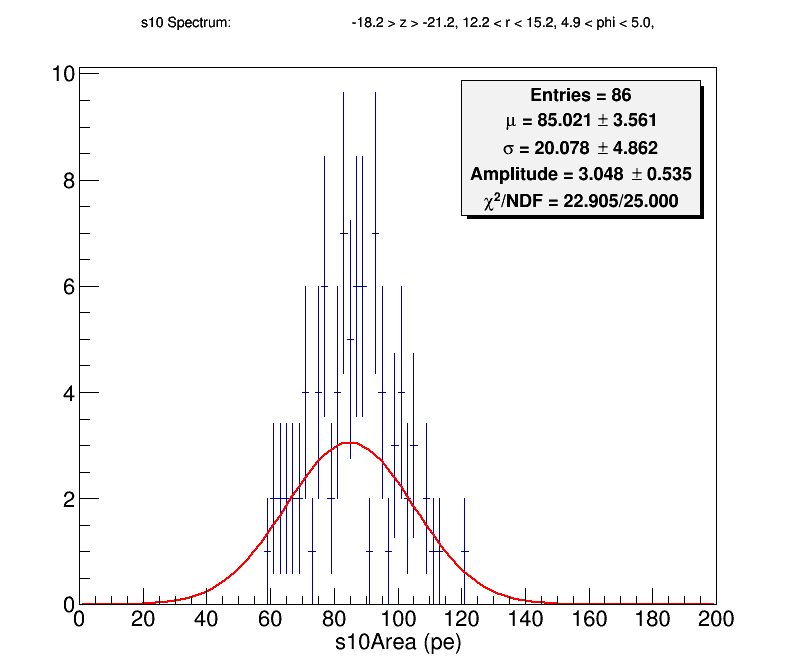 s10 Spectrum: -18.2 > z > -21.2, 12.2 < r < 15.2, 4.9 < phi < 5.0,
Entries = 86
μ = 85.021 ± 3.561
σ = 20.078 ± 4.862
Amplitude = 3.048 ± 0.535
χ²/NDF = 22.905/25.000
10
8
6
4
2
0
0 20 40 60 80 100 120 140 160 180 200
s10Area (pe)